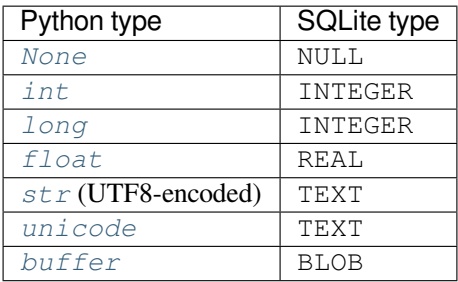 Python type SQLite type
None NULL
int INTEGER
long INTEGER
float REAL
str (UTF8-encoded) TEXT
unicode TEXT
buffer BLOB